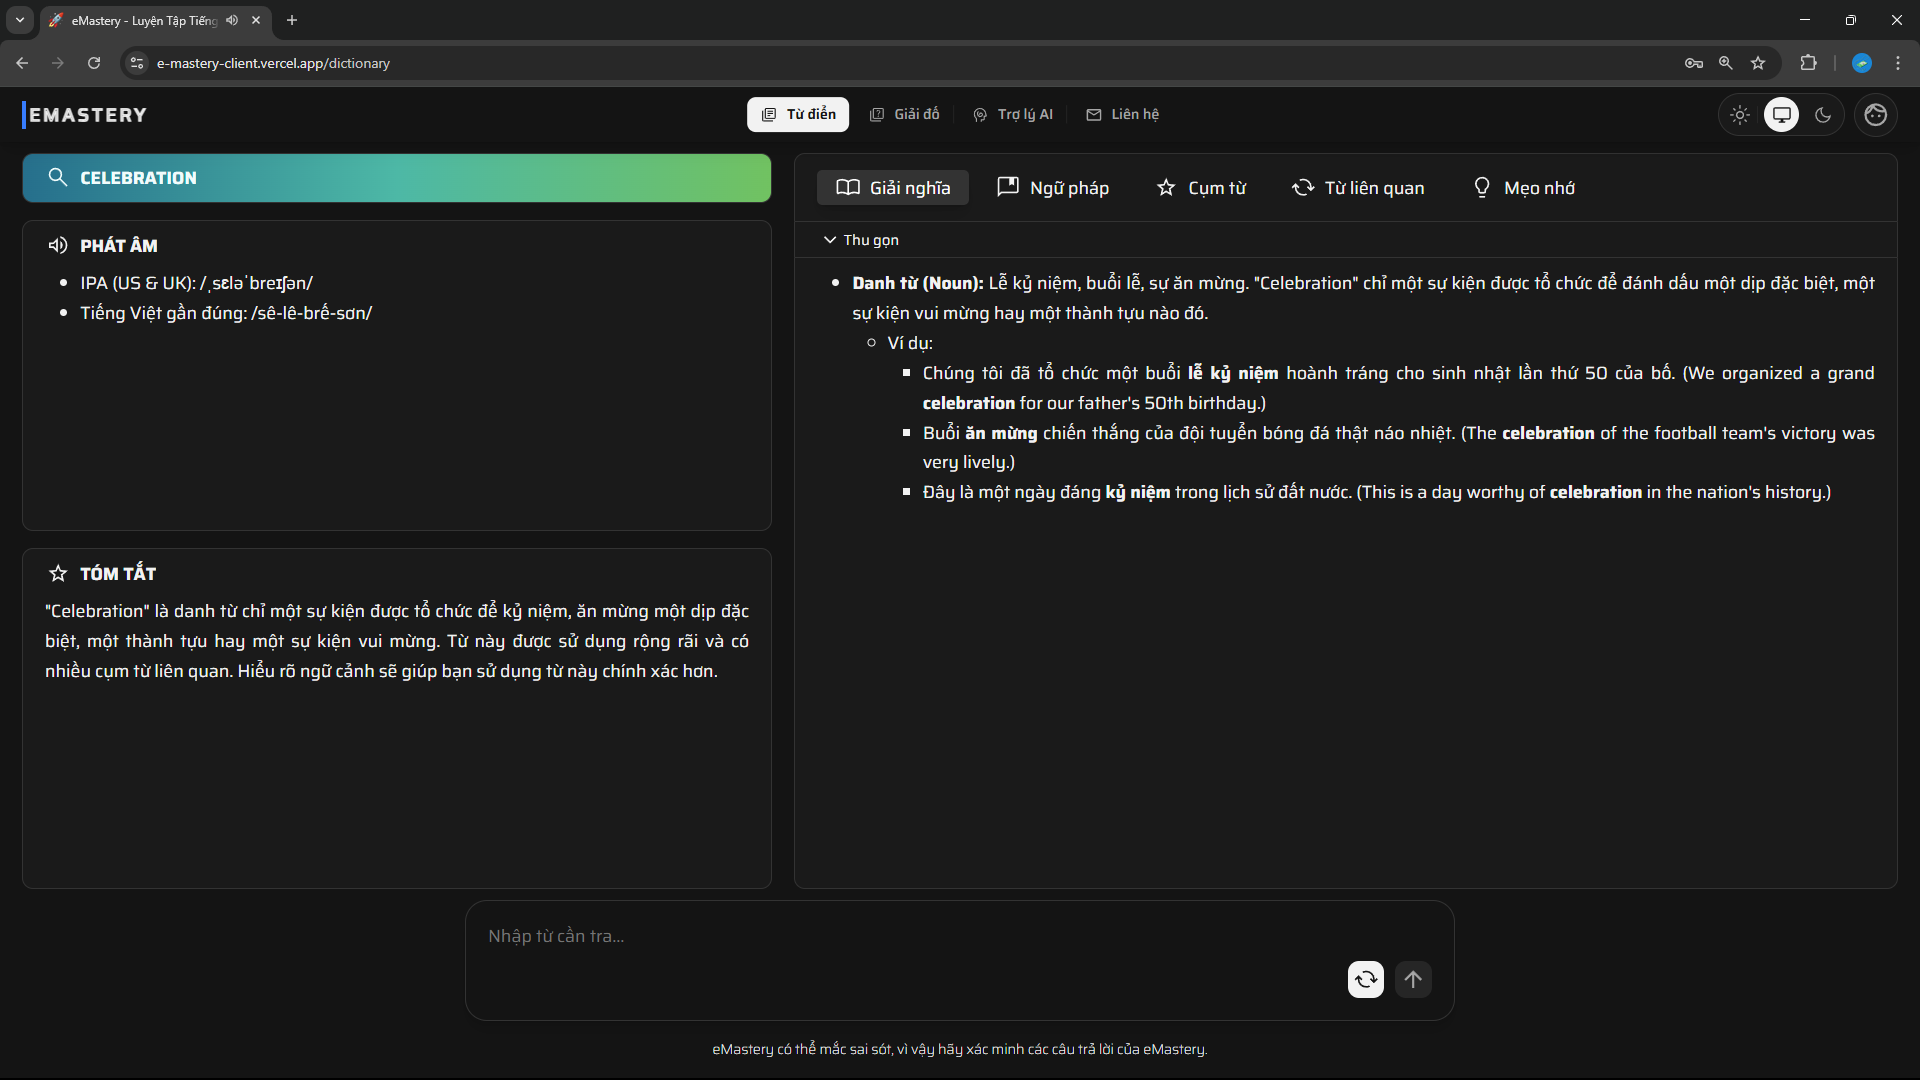 eMastery - Luyện Tập Tiếng
e-mastery-client.vercel.app/dictionary
EMASTERY
Từ điển
Giải đố
Trợ lý AI
Liên hệ
CELEBRATION
PHÁT ÂM
IPA (US & UK): /ˌsɛləˈbreɪʃən/
Tiếng Việt gần đúng: /sê-lê-brế-sơn/
TÓM TẮT
"Celebration" là danh từ chỉ một sự kiện được tổ chức để kỷ niệm, ăn mừng một dịp đặc
biệt, một thành tựu hay một sự kiện vui mừng. Từ này được sử dụng rộng rãi và có
nhiều cụm từ liên quan. Hiểu rõ ngữ cảnh sẽ giúp bạn sử dụng từ này chính xác hơn.
Giải nghĩa
Ngữ pháp
Cụm từ
Từ liên quan
Mẹo nhớ
Thu gọn
Danh từ (Noun): Lễ kỷ niệm, buổi lễ, sự ăn mừng. "Celebration" chỉ một sự kiện được tổ chức để đánh dấu một dịp đặc biệt, một
sự kiện vui mừng hay một thành tựu nào đó.
Ví dụ:
Chúng tôi đã tổ chức một buổi lễ kỷ niệm hoành tráng cho sinh nhật lần thứ 50 của bố. (We organized a grand
celebration for our father's 50th birthday.)
Buổi ăn mừng chiến thắng của đội tuyển bóng đá thật náo nhiệt. (The celebration of the football team's victory was
very lively.)
Đây là một ngày đáng kỷ niệm trong lịch sử đất nước. (This is a day worthy of celebration in the nation's history.)
Nhập từ cần tra...
eMastery có thể mắc sai sót, vì vậy hãy xác minh các câu trả lời của eMastery.